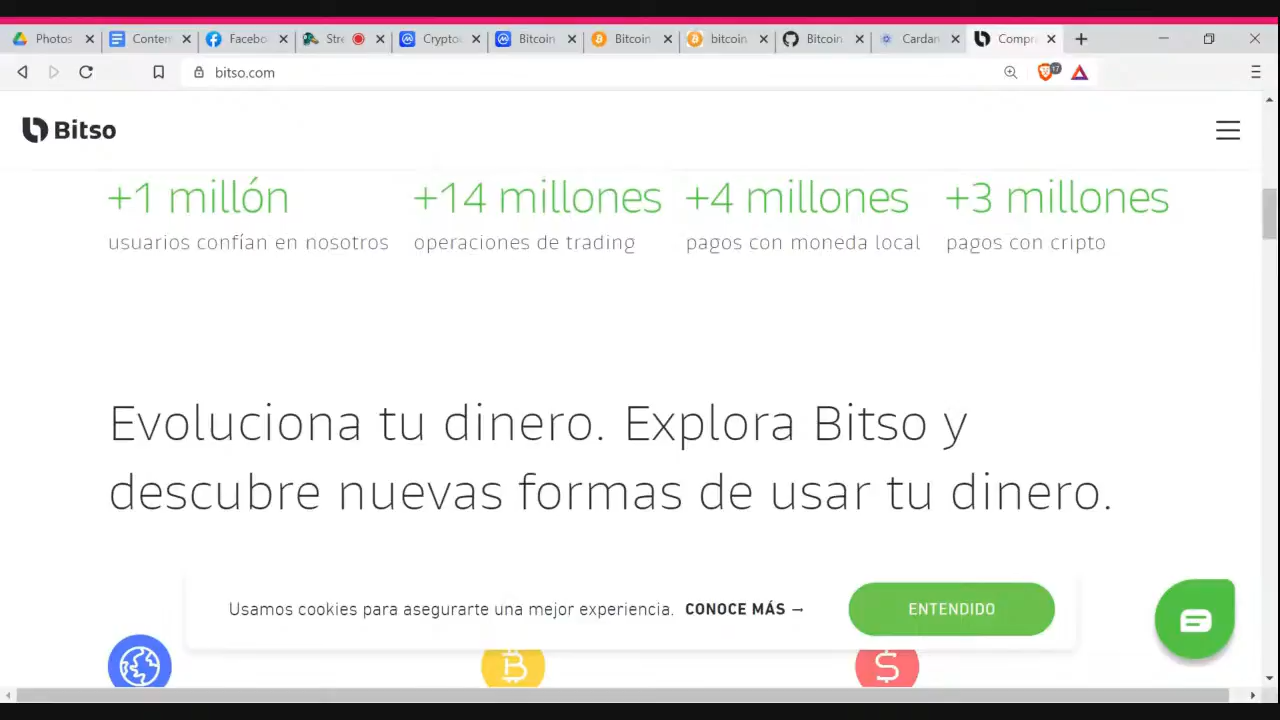 Photos
Conten
Facebo
Stre
Crypto
Bitcoin
Bitcoin
bitcoin
Bitcoin
Cardan
Compr
bitso.com
17
Bitso
+1 millón
usuarios confían en nosotros
+14 millones
operaciones de trading
+4 millones
pagos con moneda local
+3 millones
pagos con cripto
Evoluciona tu dinero. Explora Bitso y
descubre nuevas formas de usar tu dinero.
Usamos cookies para asegurarte una mejor experiencia. CONOCE MÁS →
ENTENDIDO